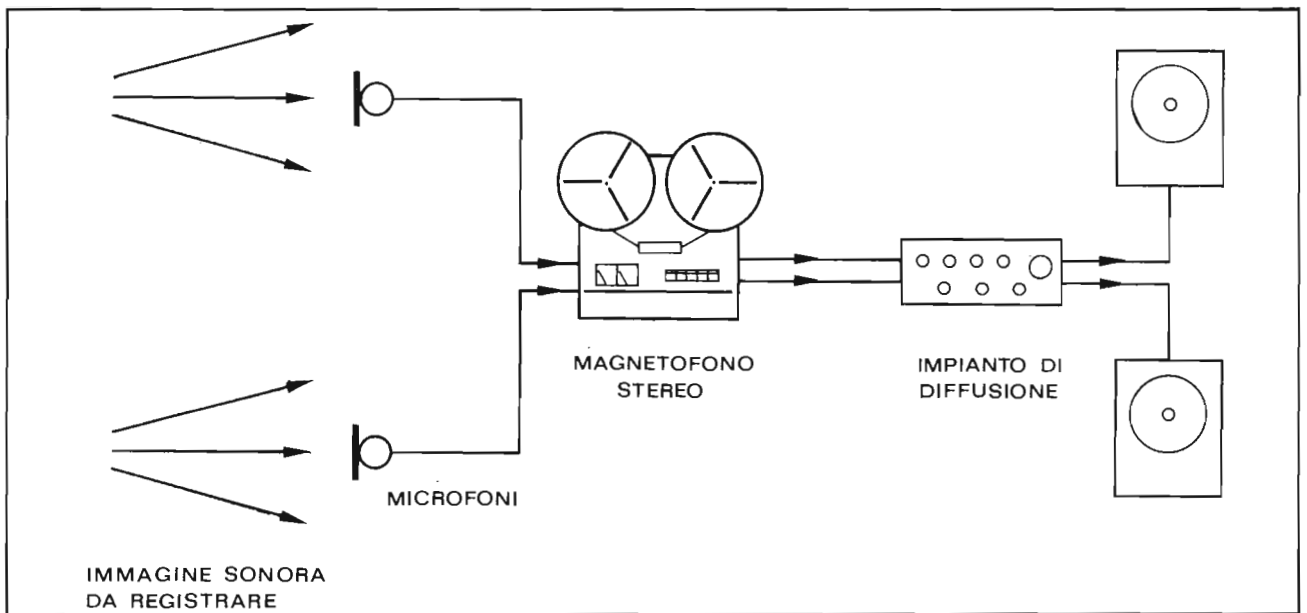 MAGNETOFONO
STEREO
IMPIANTO DI
DIFFUSIONE
MICROFONI
IMMAGINE SONORA
DA REGISTRARE